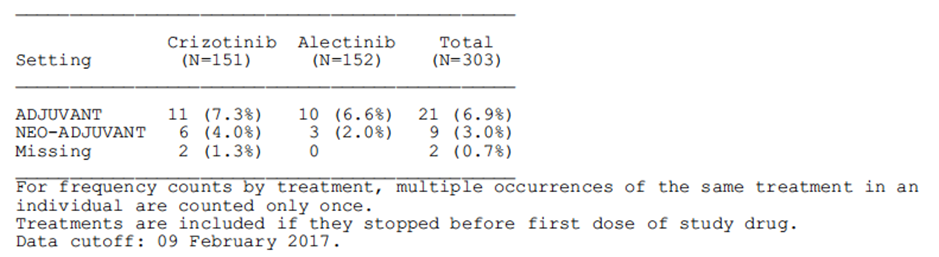 Crizotinib Alectinib Total
Setting (N=151) (N=152) (N=303)
ADJUVANT 11 (7.3%) 10 (6.6%) 21 (6.9%)
NEO-ADJUVANT 6 (4.0%) 3 (2.0%) 9 (3.0%)
Missing 2 (1.3%) 0 2 (0.7%)
For frequency counts by treatment, multiple occurrences of the same treatment in an
individual are counted only once.
Treatments are included if they stopped before first dose of study drug.
Data cutoff: 09 February 2017.